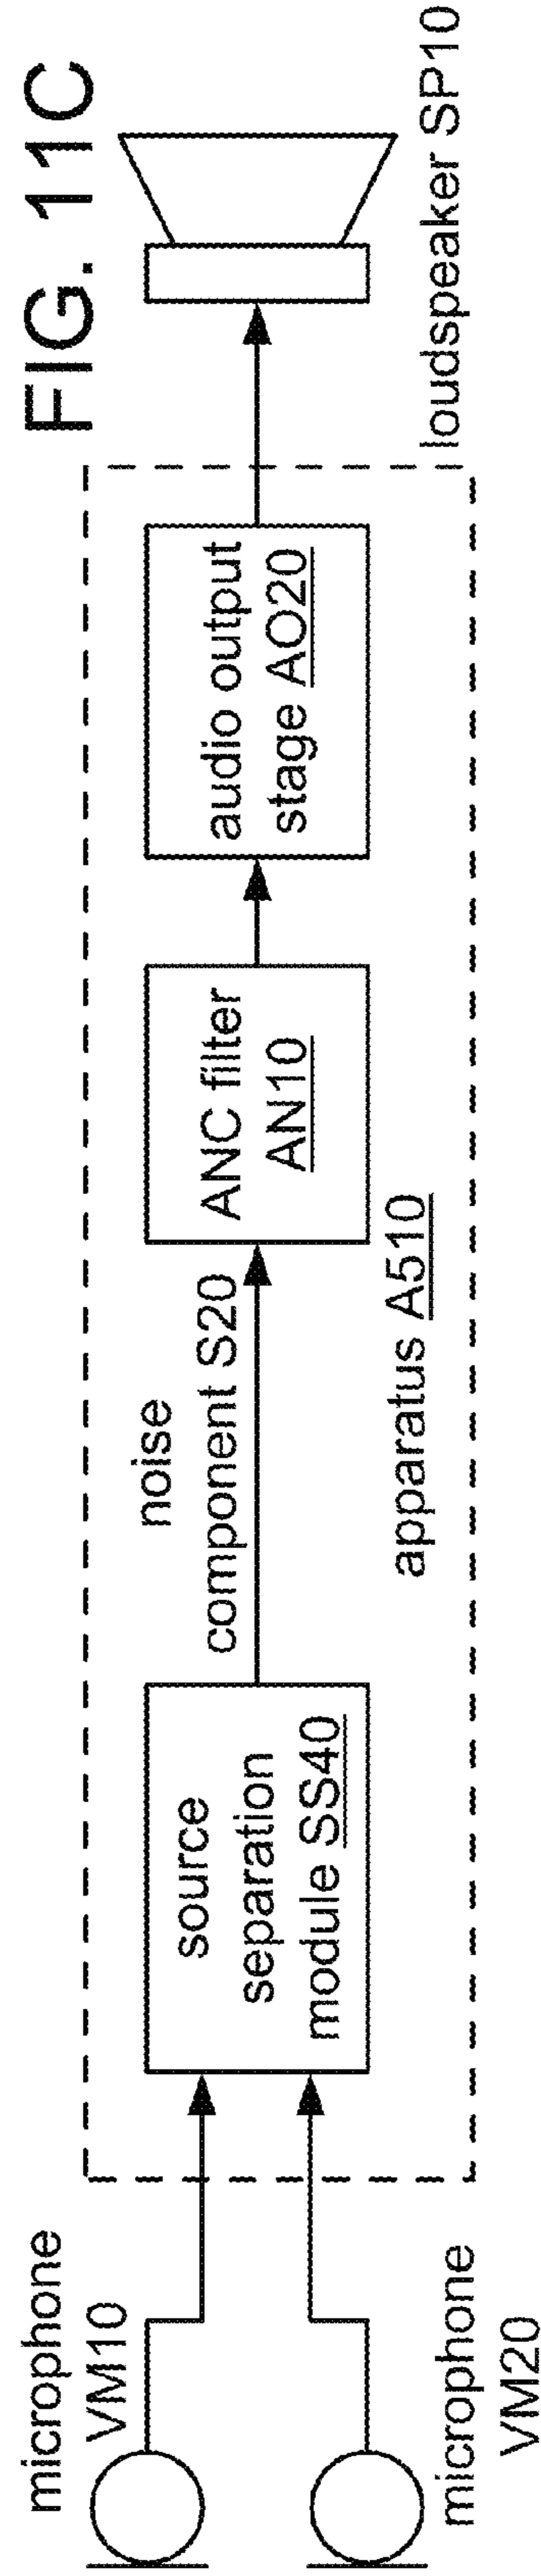 FIG. 11C
microphone
VM10
microphone
VM20
source
separation
module SS40
noise
component S20
ANC filter
AN10
audio output
stage AO20
apparatus A510
loudspeaker SP10